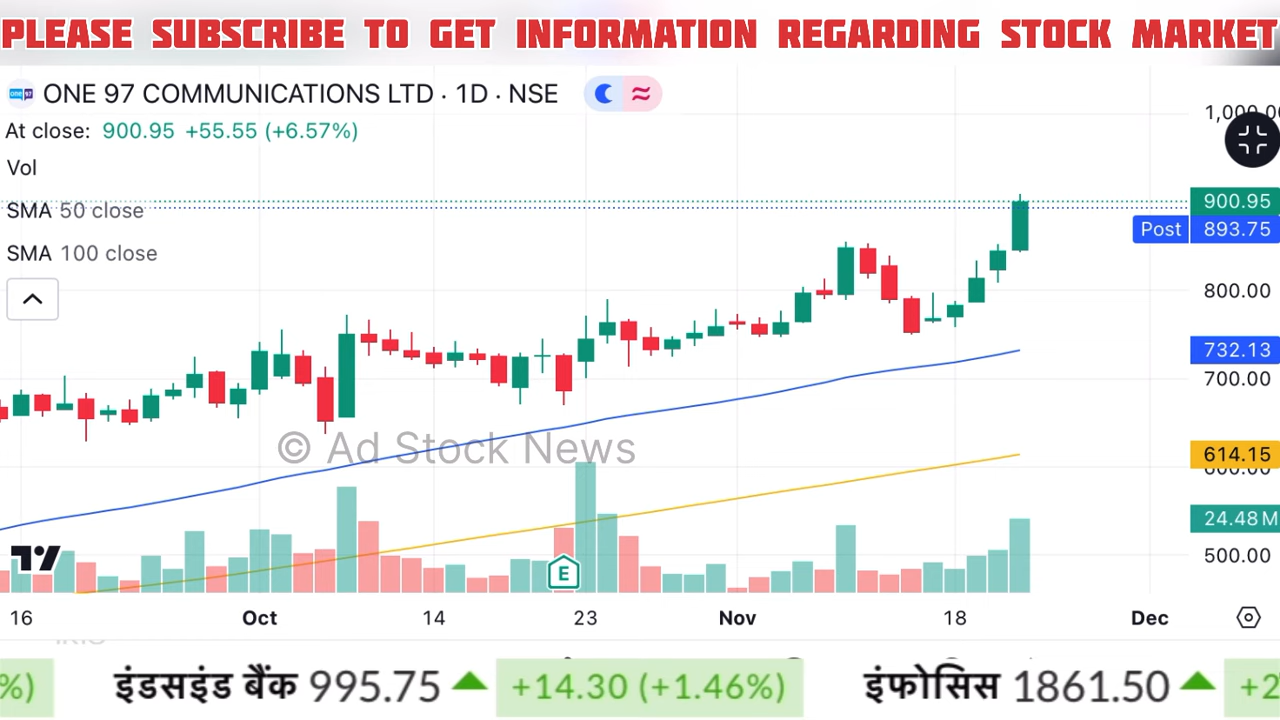 PLEASE SUBSCRIBE TO GET INFORMATION REGARDING STOCK MARKET
ONE 97 COMMUNICATIONS LTD · 1D · NSE
At close: 900.95 +55.55 (+6.57%)
Vol
SMA 50 close
SMA 100 close
1,000.00
900.95
Post 893.75
800.00
732.13
700.00
614.15
600.00
24.48 M
500.00
© Ad Stock News
E
16 Oct 14 23 Nov 18 Dec
%) इंडसइंड बैंक 995.75 +14.30 (+1.46%) इंफोसिस 1861.50 +2